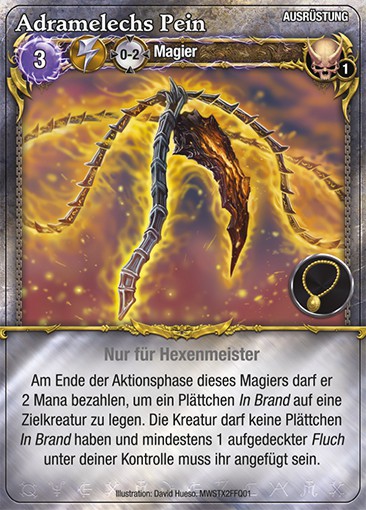 Adramelechs Pein
AUSRÜSTUNG
3
0-2
Magier
1
Nur für Hexenmeister
Am Ende der Aktionsphase dieses Magiers darf er
2 Mana bezahlen, um ein Plättchen In Brand auf eine
Zielkreatur zu legen. Die Kreatur darf keine Plättchen
In Brand haben und mindestens 1 aufgedeckter Fluch
unter deiner Kontrolle muss ihr angefügt sein.
Illustration: David Hueso. MWSTX2FFQ01